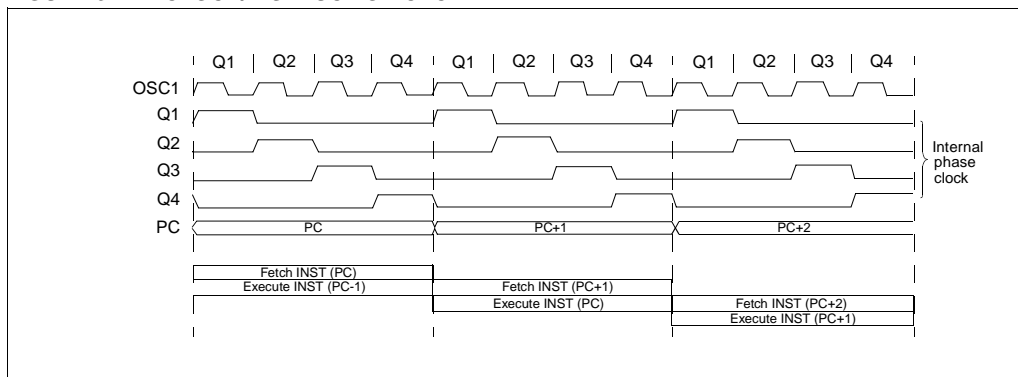 Q1 Q2 Q3 Q4 Q1 Q2 Q3 Q4 Q1 Q2 Q3 Q4
OSC1
Q1
Q2
Q3
Q4
Internal
phase
clock
PC PC PC+1 PC+2
Fetch INST (PC)
Execute INST (PC-1) Fetch INST (PC+1)
Execute INST (PC) Fetch INST (PC+2)
Execute INST (PC+1)